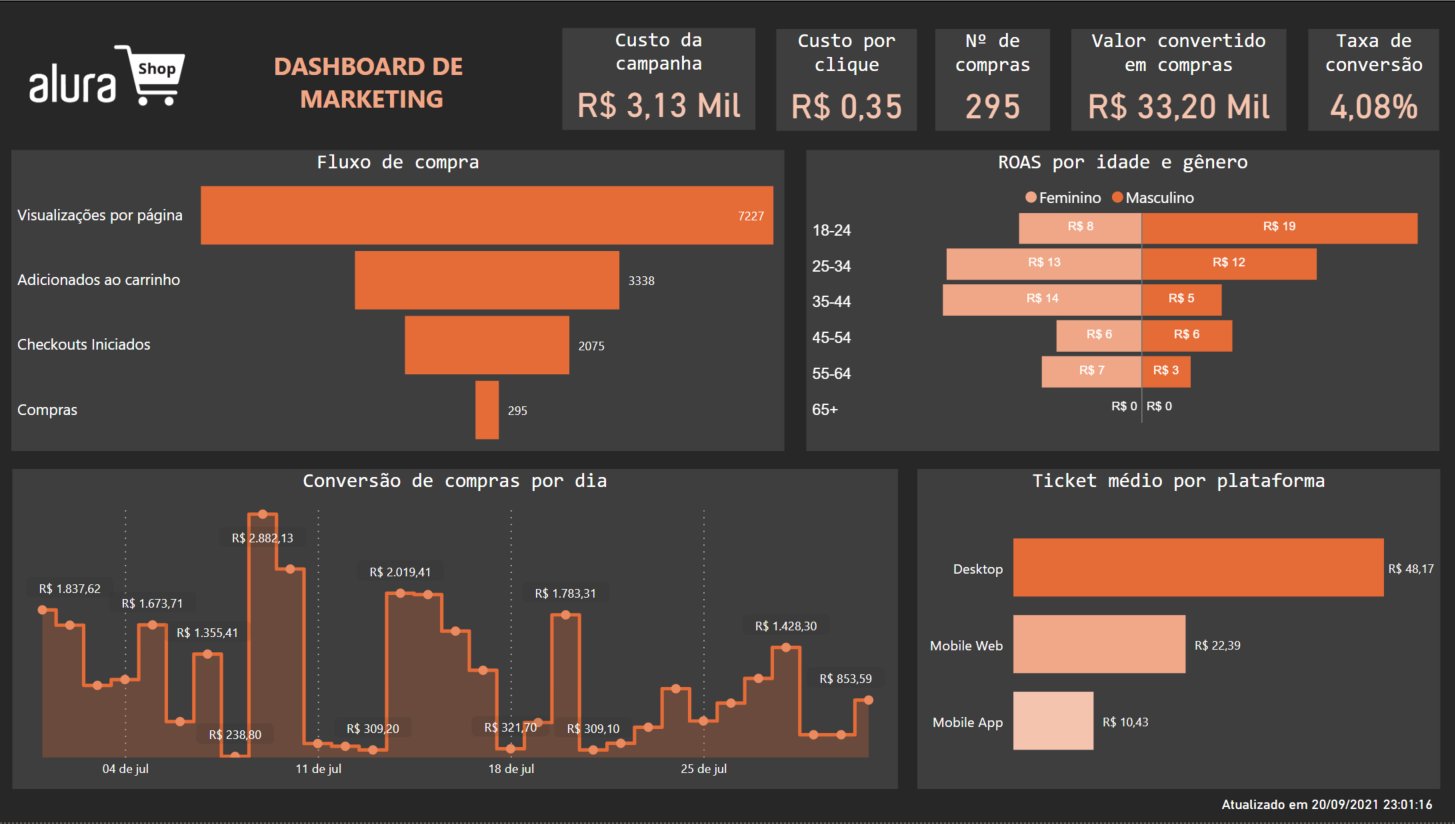 alura Shop
DASHBOARD DE
MARKETING
Custo da
campanha
R$ 3,13 Mil
Custo por
clique
R$ 0,35
Nº de
compras
295
Valor convertido
em compras
R$ 33,20 Mil
Taxa de
conversão
4,08%
Fluxo de compra
Visualizações por página
7227
Adicionados ao carrinho
3338
Checkouts Iniciados
2075
Compras
295
ROAS por idade e gênero
Feminino Masculino
18-24 R$ 8 R$ 19
25-34 R$ 13 R$ 12
35-44 R$ 14 R$ 5
45-54 R$ 6 R$ 6
55-64 R$ 7 R$ 3
65+ R$ 0 R$ 0
Conversão de compras por dia
R$ 1.837,62
R$ 1.673,71
R$ 1.355,41
R$ 238,80
R$ 2.882,13
R$ 309,20
R$ 2.019,41
R$ 321,70
R$ 1.783,31
R$ 309,10
R$ 1.428,30
R$ 853,59
04 de jul
11 de jul
18 de jul
25 de jul
Ticket médio por plataforma
Desktop R$ 48,17
Mobile Web R$ 22,39
Mobile App R$ 10,43
Atualizado em 20/09/2021 23:01:16